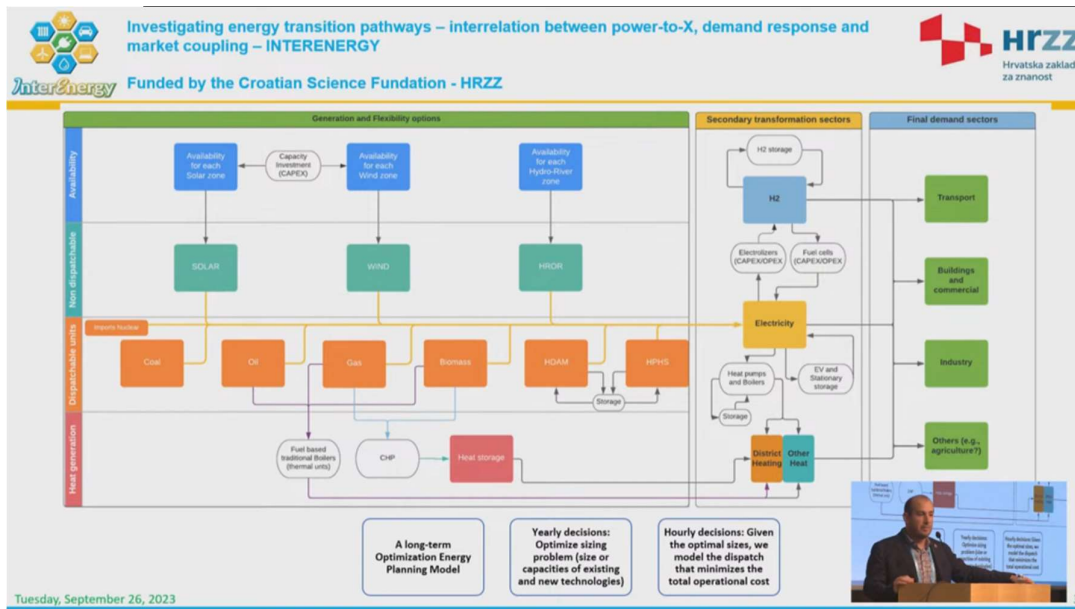 Investigating energy transition pathways – interrelation between power-to-X, demand response and
market coupling – INTERENERGY
Funded by the Croatian Science Fundation - HRZZ
InterEnergy
HRZZ
Hrvatska zaklad
za znanost
Generation and Flexibility options
Secondary transformation sectors
Final demand sectors
Availability
Availability
for each
Solar zone
Capacity
Investment
(CAPEX)
Availability
for each
Wind zone
Availability
for each
Hydro-River
zone
H2 storage
H2
Transport
Non dispatchable
SOLAR
WIND
HROR
Electrolizers
(CAPEX/OPEX
Fuel cells
(CAPEX/OPEX
Buildings
and
commercial
Dispatchable units
Imports Nuclear
Electricity
Coal
Oil
Gas
Biomass
HDAM
HPHS
Storage
Heat pumps
and Boilers
EV and
Stationary
storage
Storage
Industry
Heat generation
Fuel based
traditional Boilers
(thermal unts)
CHP
Heat storage
District
Heating
Other
Heat
Others (e.g.,
agriculture?)
A long-term
Optimization Energy
Planning Model
Yearly decisions:
Optimize sizing
problem (size or
capacities of existing
and new technologies)
Hourly decisions: Given
the optimal sizes, we
model the dispatch
that minimizes the
total operational cost
Tuesday, September 26, 2023